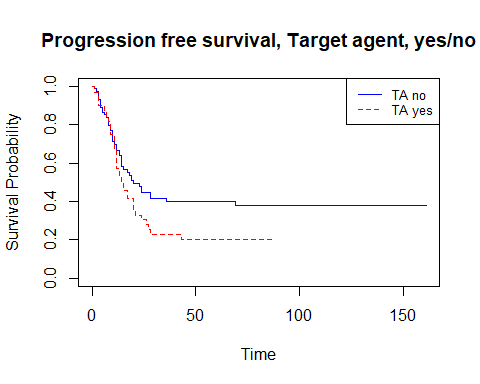 Progression free survival, Target agent, yes/no
TA no
TA yes
Survival Probability
1.0
0.8
0.6
0.4
0.2
0.0
0 50 100 150
Time